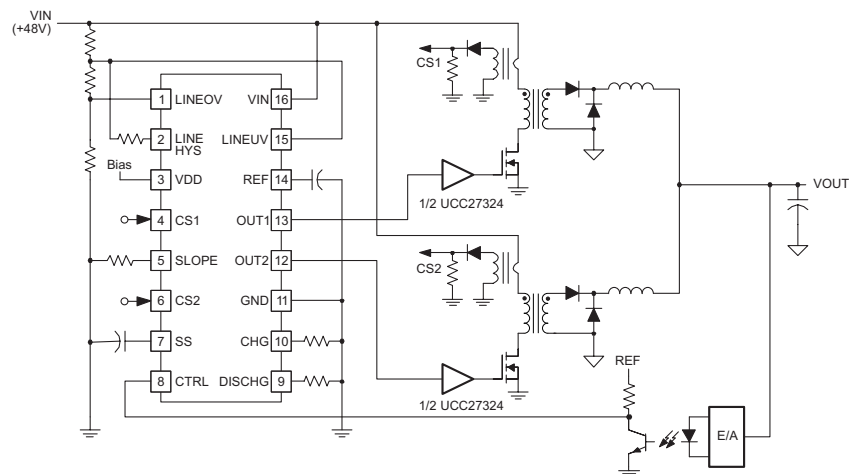 VIN
(+48V)
CS1
1 LINEOV
VIN 16
2 LINE
HYS
LINEUV 15
Bias
3 VDD
REF 14
1/2 UCC27324
VOUT
4 CS1
OUT1 13
5 SLOPE
OUT2 12
CS2
6 CS2
GND 11
7 SS
CHG 10
REF
8 CTRL
DISCHG 9
1/2 UCC27324
E/A